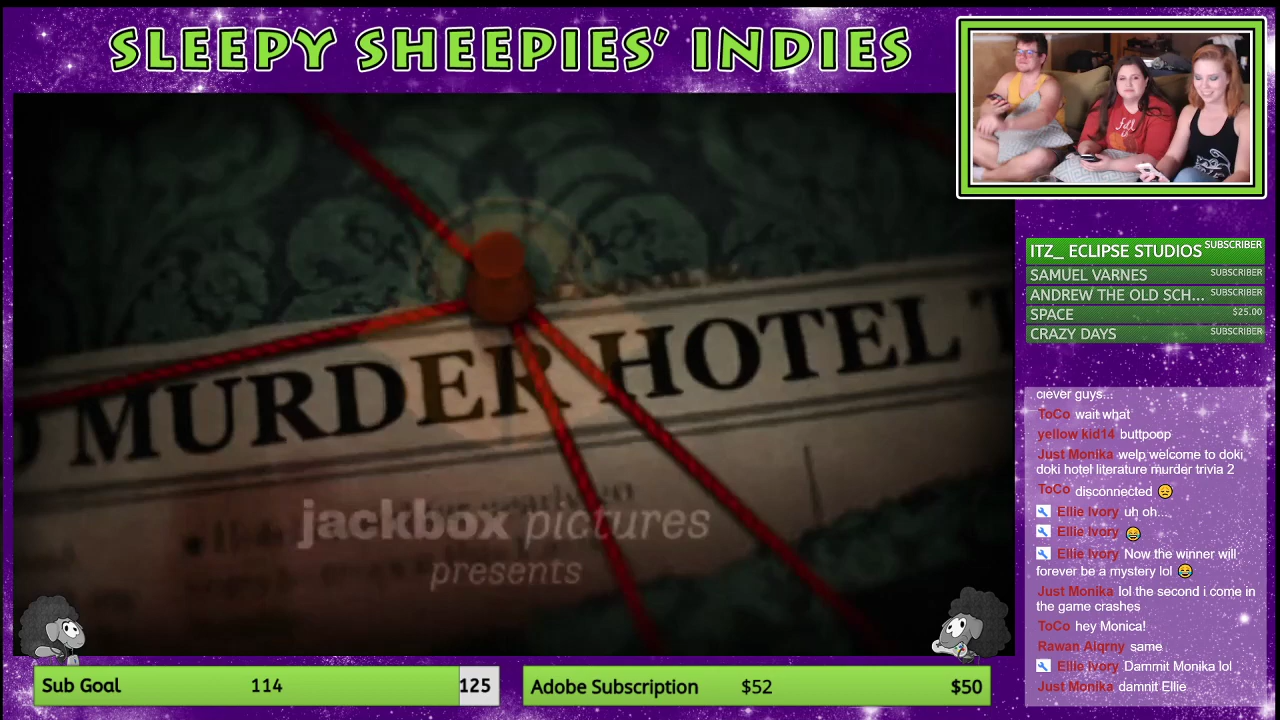 SLEEPY SHEEPIES' INDIES
MURDER HOTEL
jackbox pictures
presents
ITZ_ ECLIPSE STUDIOS SUBSCRIBER
SAMUEL VARNES SUBSCRIBER
ANDREW THE OLD SCH... SUBSCRIBER
SPACE $25.00
CRAZY DAYS SUBSCRIBER
clever guys...
ToCo wait what
yellow kid14 buttpoop
Just Monika welp welcome to doki
doki hotel literature murder trivia 2
ToCo disconnected 😞
Ellie Ivory uh oh...
Ellie Ivory 😂
Ellie Ivory Now the winner will
forever be a mystery lol 😂
Just Monika lol the second i come in
the game crashes
ToCo hey Monica!
Rawan Alqrny same
Ellie Ivory Dammit Monika lol
Just Monika damnit Ellie
Sub Goal 114 125
Adobe Subscription $52 $50